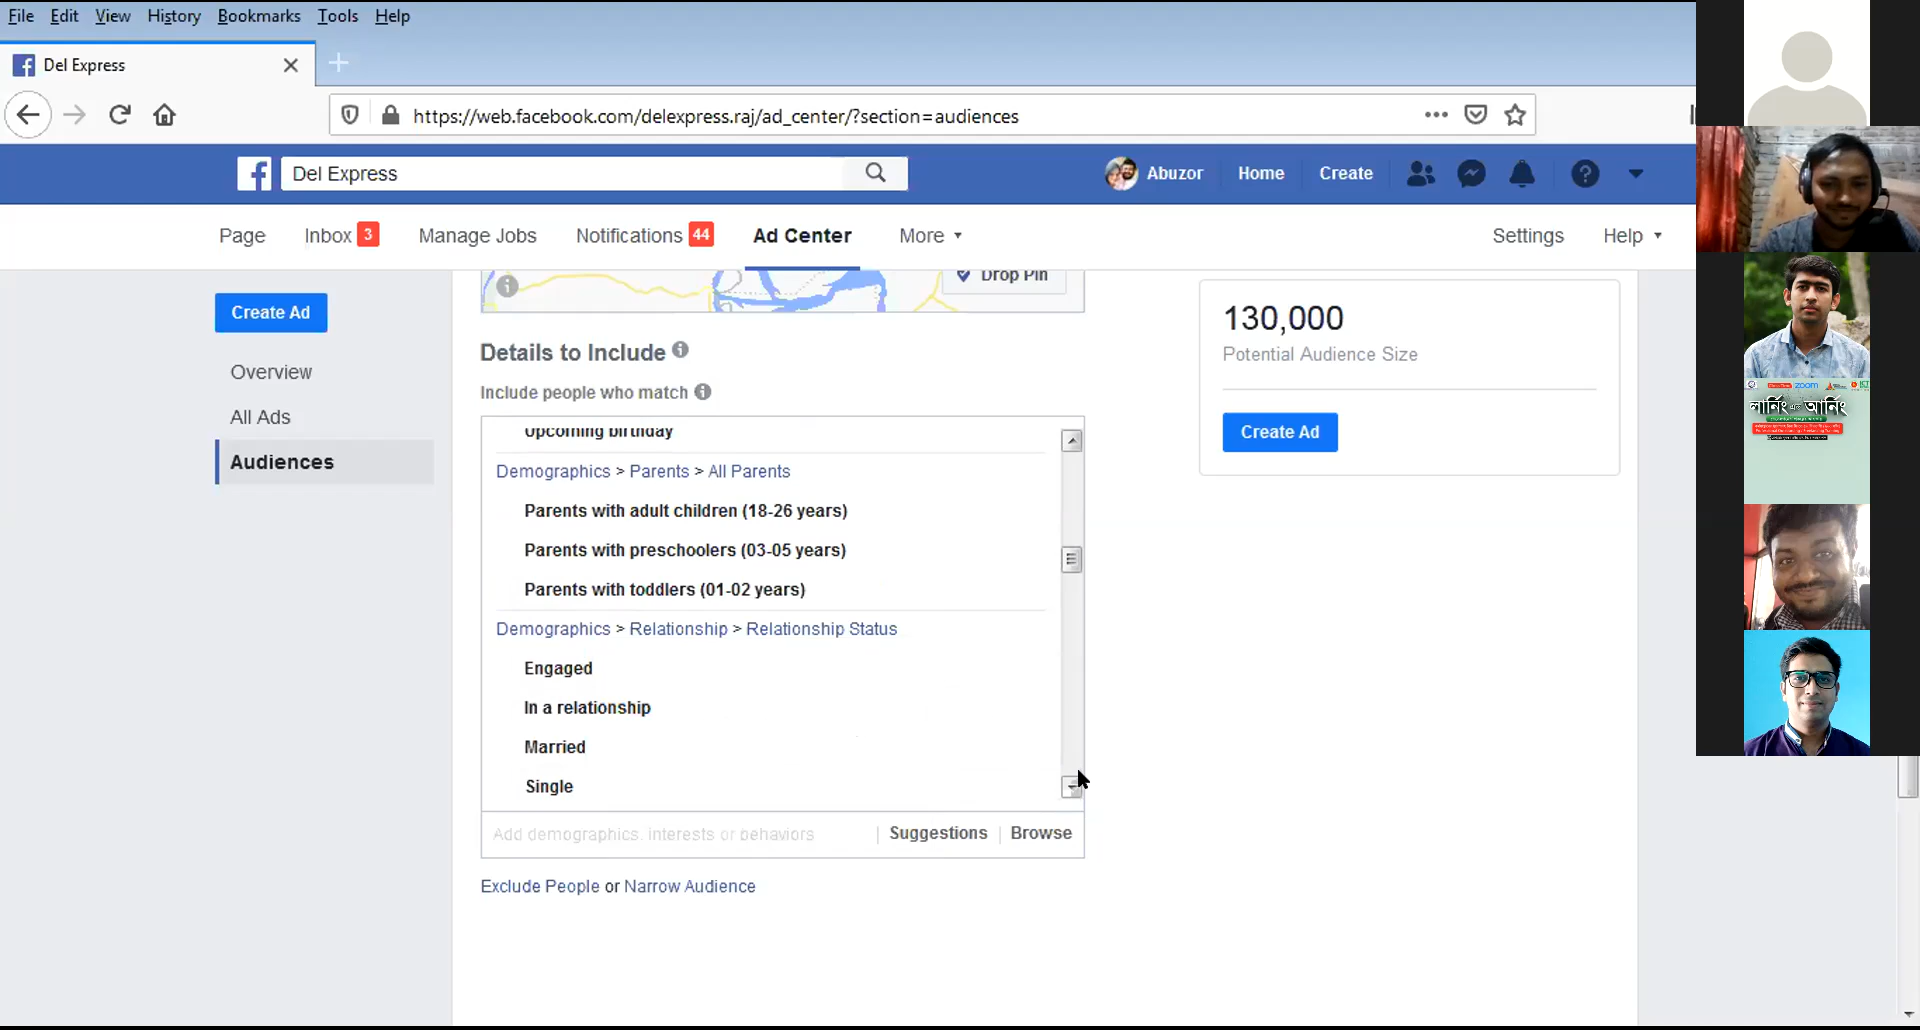 File Edit View History Bookmarks Tools Help
Del Express
https://web.facebook.com/delexpress.raj/ad_center/?section=audiences
Del Express
Abuzor Home Create
Page Inbox 3 Manage Jobs Notifications 44 Ad Center More Settings Help
Create Ad
Overview
All Ads
Audiences
Drop Pin
Details to Include
Include people who match
Upcoming birthday
Demographics > Parents > All Parents
Parents with adult children (18-26 years)
Parents with preschoolers (03-05 years)
Parents with toddlers (01-02 years)
Demographics > Relationship > Relationship Status
Engaged
In a relationship
Married
Single
Add demographics, interests or behaviors | Suggestions | Browse
Exclude People or Narrow Audience
130,000
Potential Audience Size
Create Ad
zoom
লার্নিং এন্ড আর্নিং